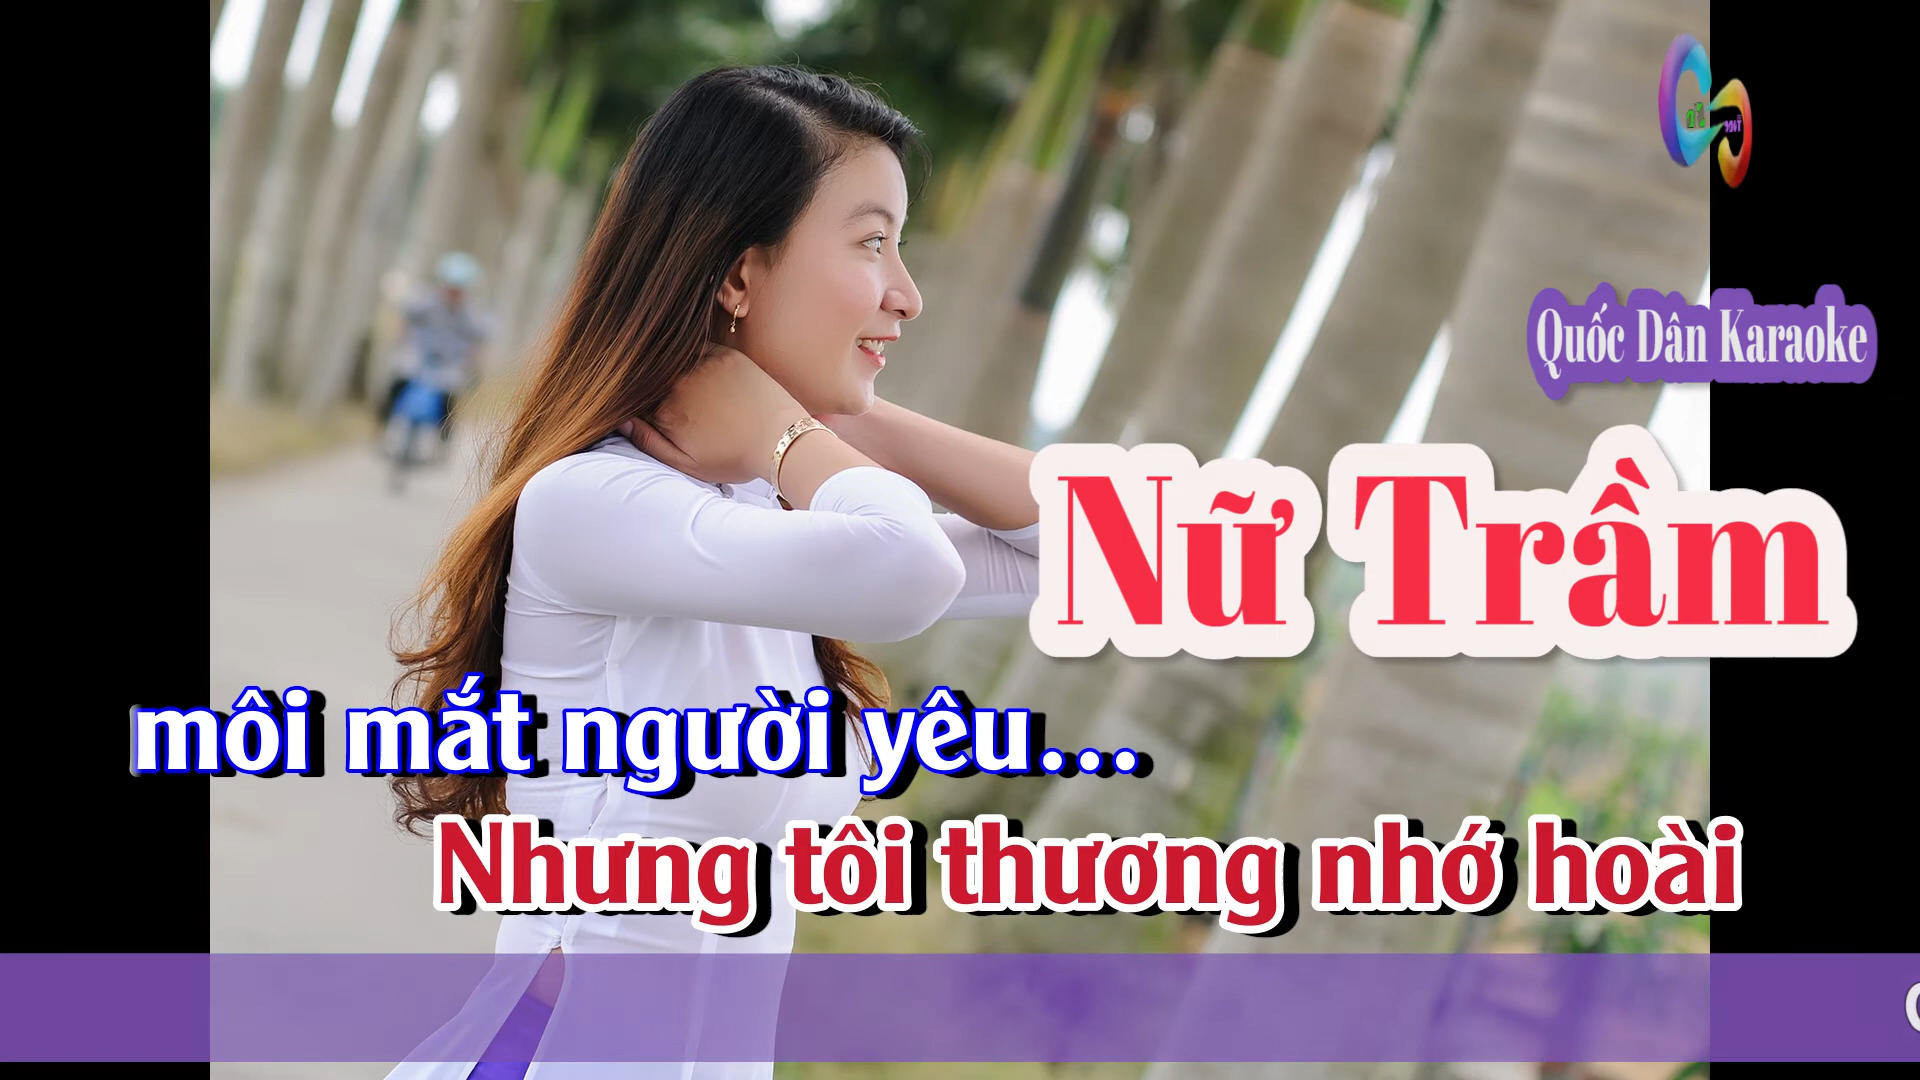 Quốc Dân Karaoke
Nữ Trầm
môi mắt người yêu...
Nhưng tôi thương nhớ hoài